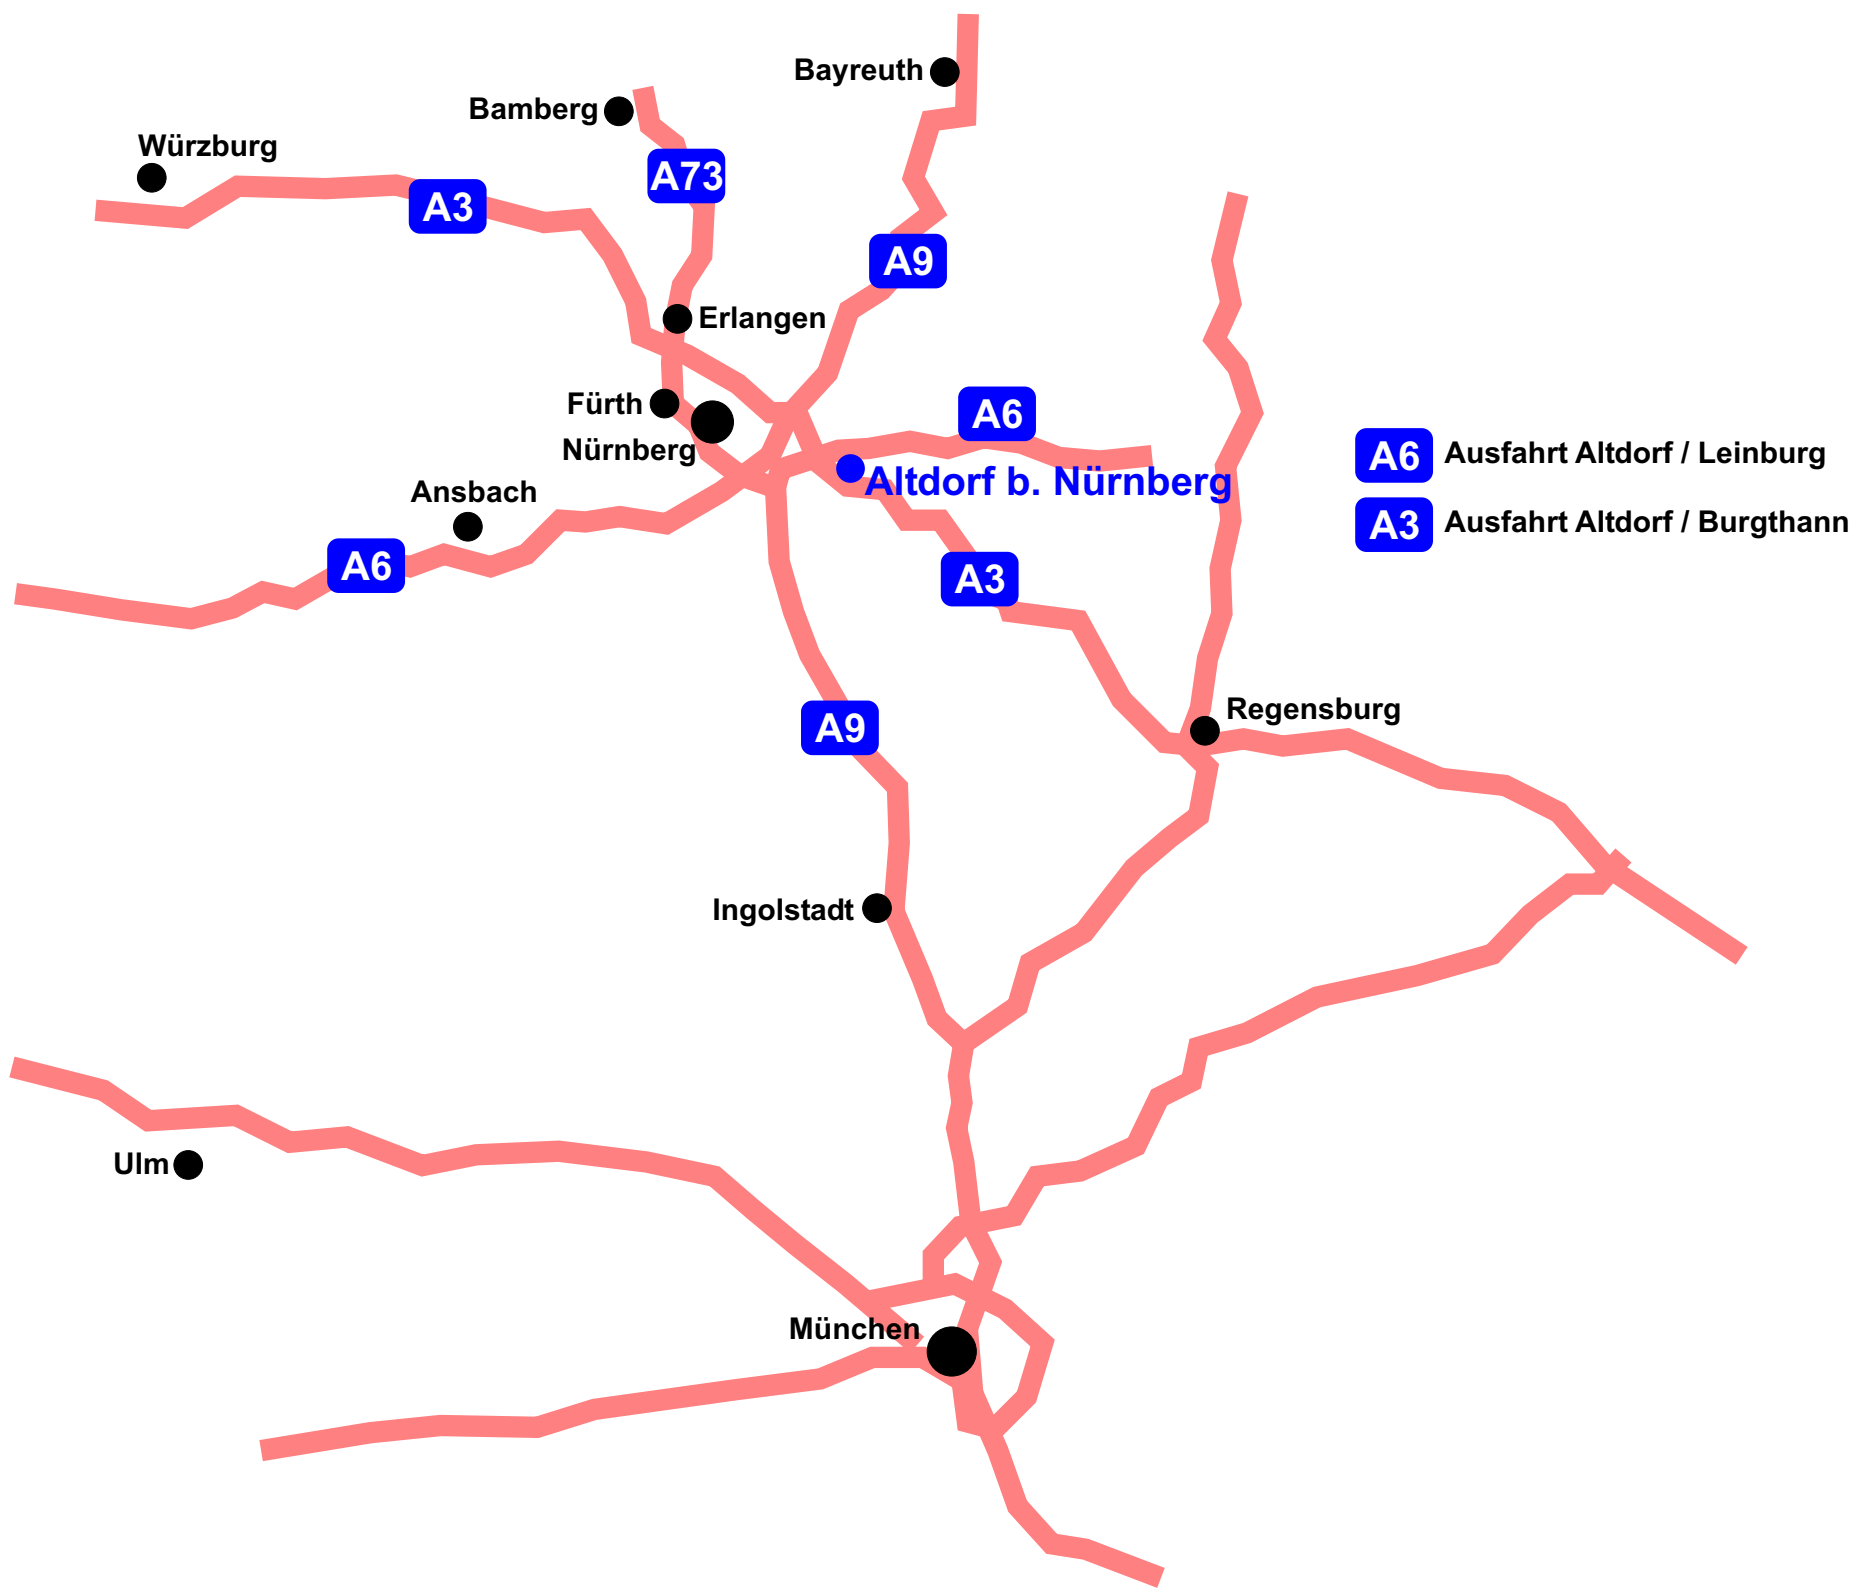 Bayreuth
Bamberg
Würzburg
A73
A3
A9
Erlangen
Fürth
A6
Nürnberg
A6 Ausfahrt Altdorf / Leinburg
Altdorf b. Nürnberg
Ansbach
A3 Ausfahrt Altdorf / Burgthann
A6
A3
Regensburg
A9
Ingolstadt
Ulm
München